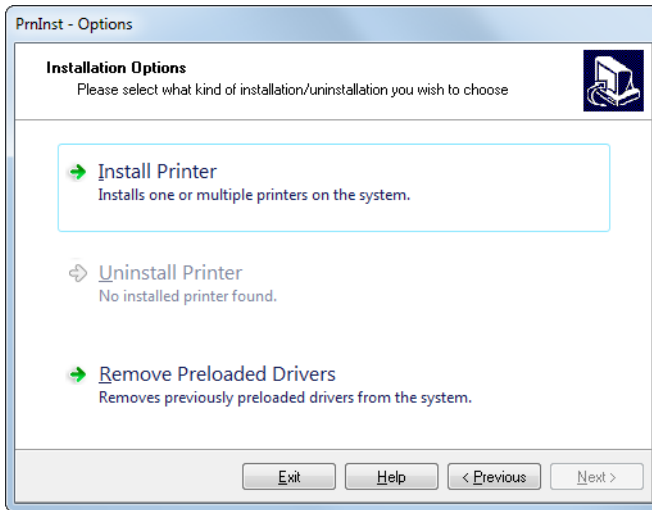 PrnInst - Options
Installation Options
Please select what kind of installation/uninstallation you wish to choose
Install Printer
Installs one or multiple printers on the system.
Uninstall Printer
No installed printer found.
Remove Preloaded Drivers
Removes previously preloaded drivers from the system.
Exit Help < Previous Next >